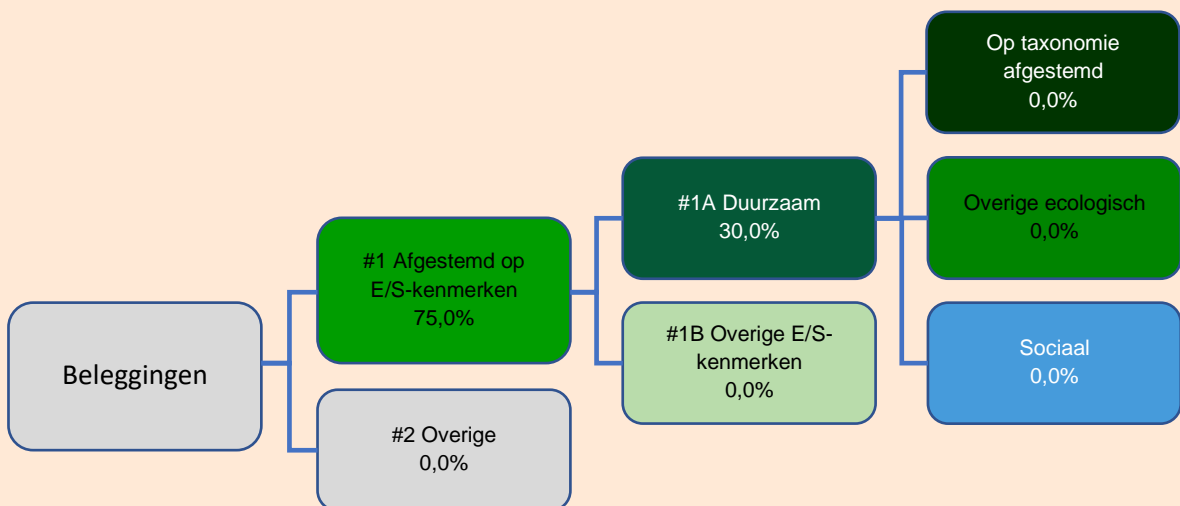 Beleggingen
#1 Afgestemd op
E/S-kenmerken
75,0%
#2 Overige
0,0%
#1A Duurzaam
30,0%
#1B Overige E/S-
kenmerken
0,0%
Op taxonomie
afgestemd
0,0%
Overige ecologisch
0,0%
Sociaal
0,0%